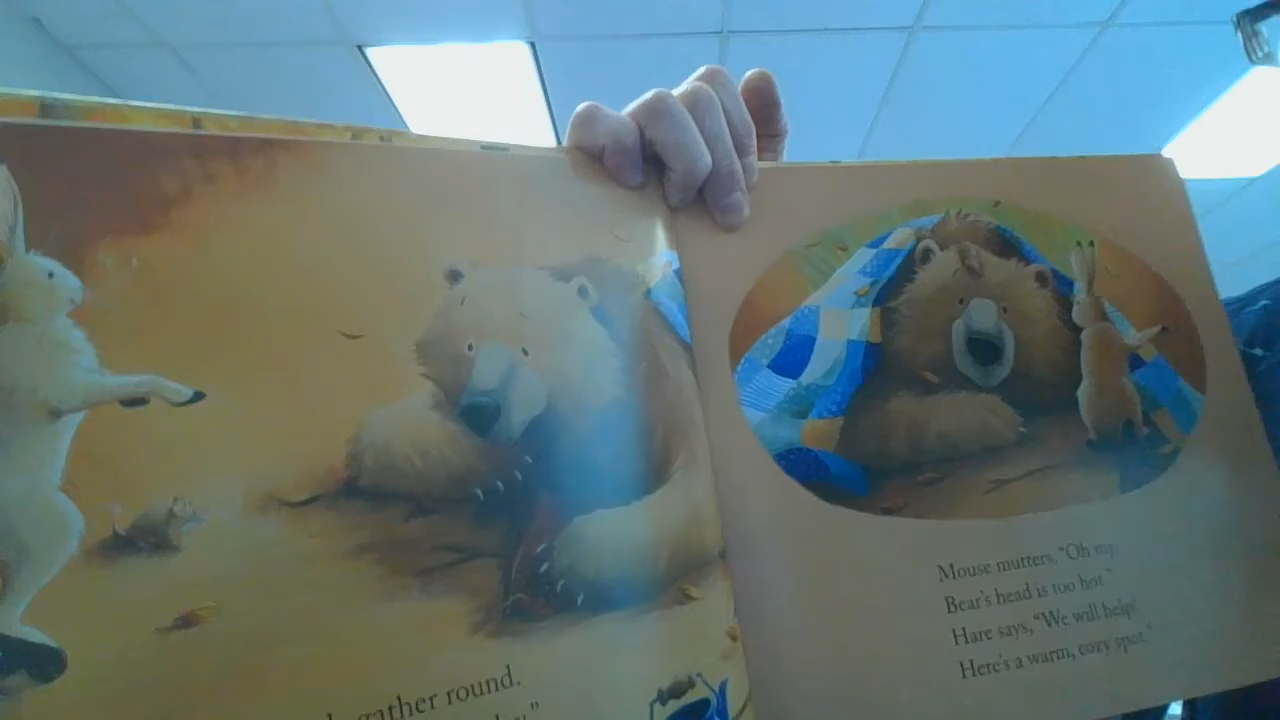 gather round.
Mouse mutters, "Oh my
Bear's head is too hot."
Hare says, "We will help!
Here's a warm, cozy spot."